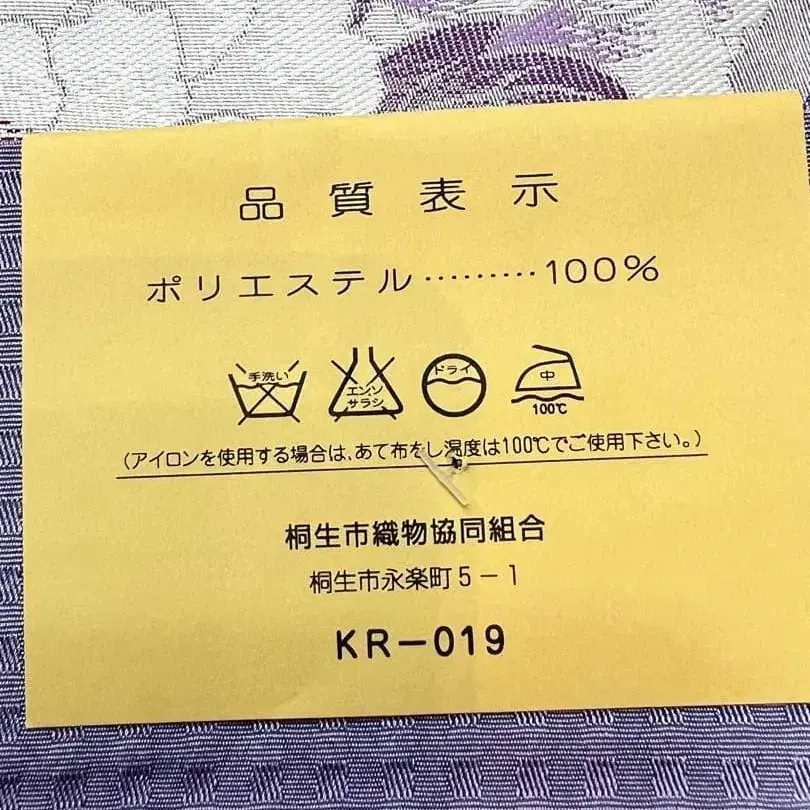 品質表示
ポリエステル………100%
手洗い エンソサラシ ドライ 中 100℃
(アイロンを使用する場合は、あて布をし温度は100℃でご使用下さい。)
桐生市織物協同組合
桐生市永楽町5-1
KR-019